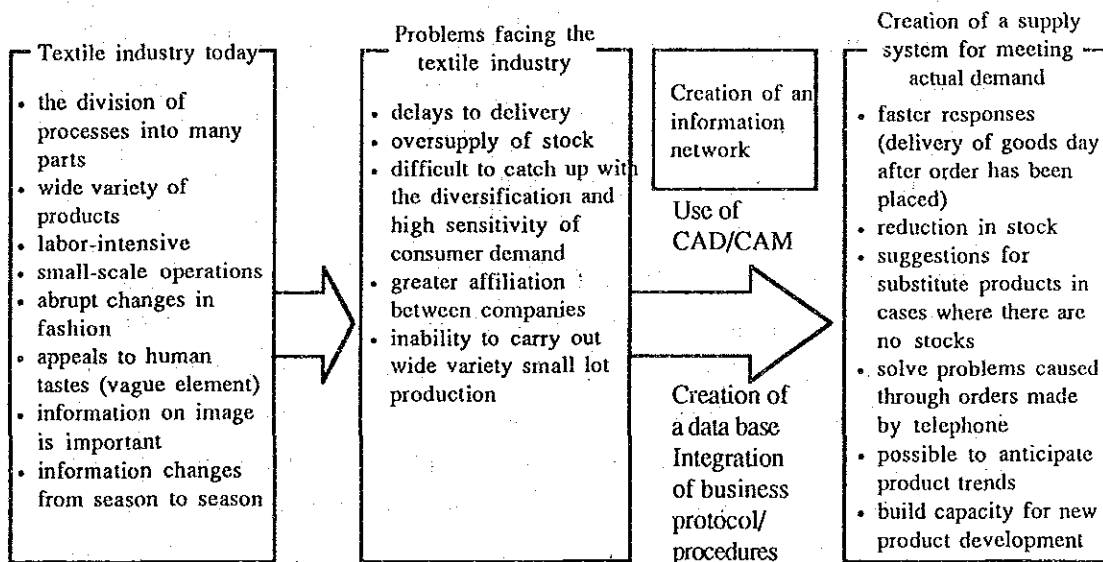 Textile industry today
• the division of
processes into many
parts
• wide variety of
products
• labor-intensive
• small-scale operations
• abrupt changes in
fashion
• appeals to human
tastes (vague element)
• information on image
is important
• information changes
from season to season
Problems facing the
textile industry
• delays to delivery
• oversupply of stock
• difficult to catch up with
the diversification and
high sensitivity of
consumer demand
• greater affiliation
between companies
• inability to carry out
wide variety small lot
production
Creation of an
information
network
Use of
CAD/CAM
Creation of
a data base
Integration
of business
protocol/
procedures
Creation of a supply
system for meeting
actual demand
• faster responses
(delivery of goods day
after order has been
placed)
• reduction in stock
• suggestions for
substitute products in
cases where there are
no stocks
• solve problems caused
through orders made
by telephone
• possible to anticipate
product trends
• build capacity for new
product development